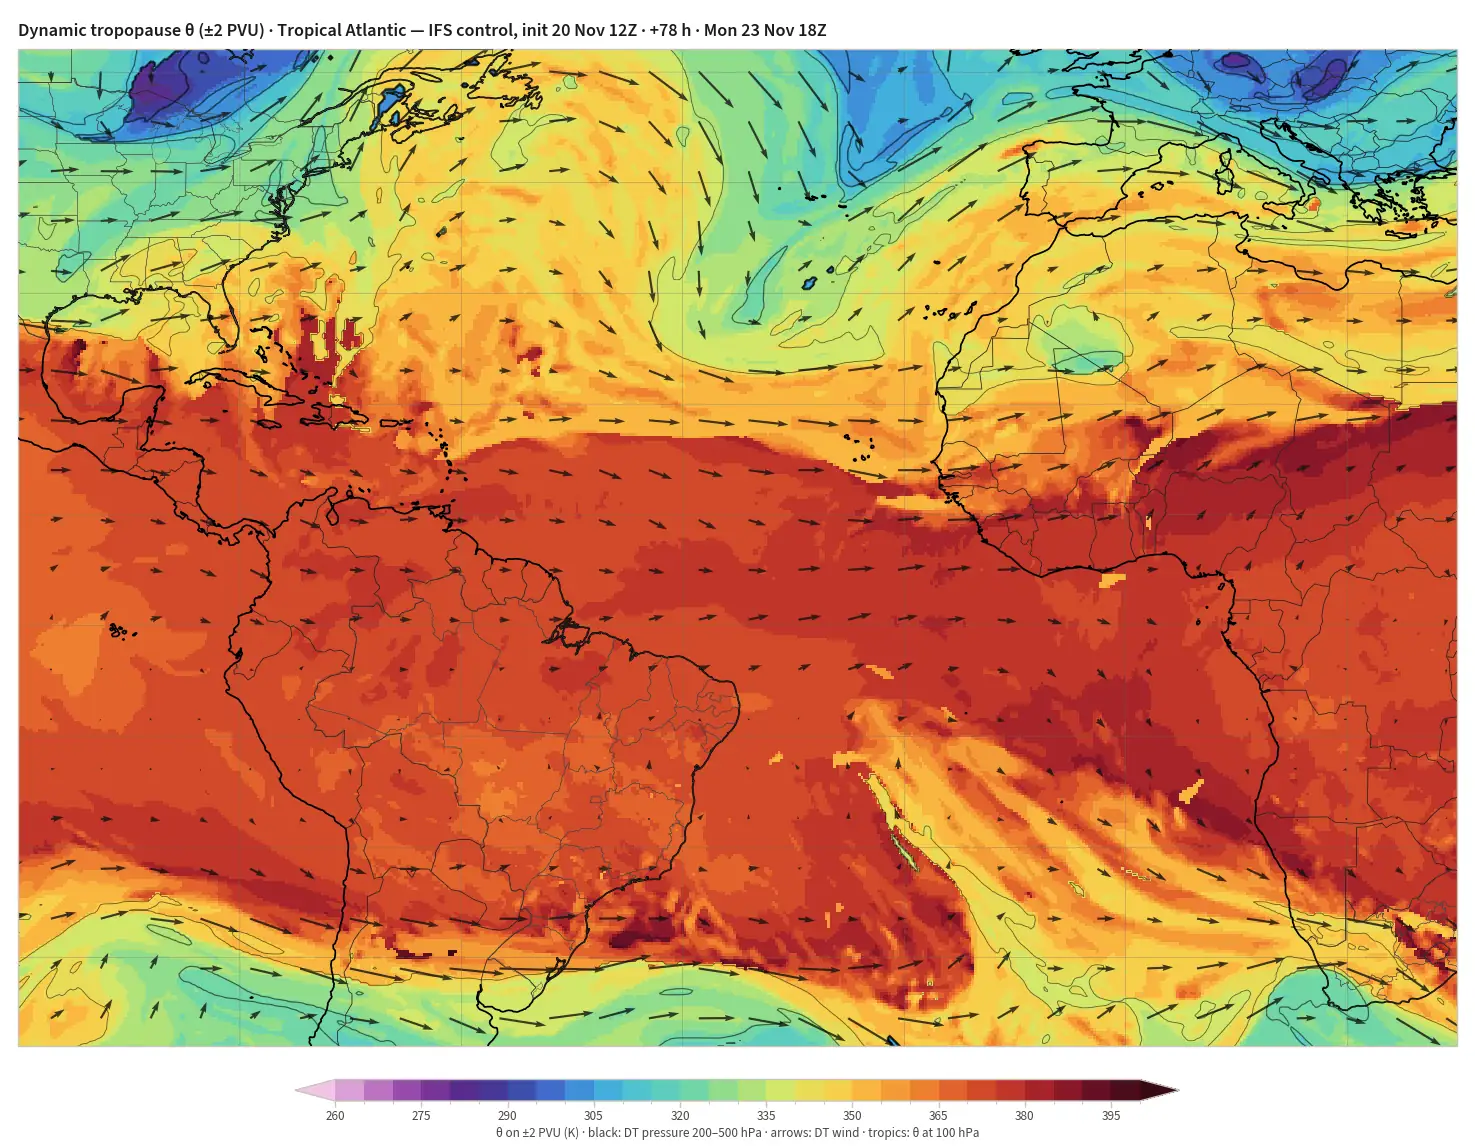 Dynamic tropopause θ (±2 PVU) · Tropical Atlantic — IFS control, init 20 Nov 12Z · +78 h · Mon 23 Nov 18Z
260 275 290 305 320 335 350 365 380 395
θ on ±2 PVU (K) · black: DT pressure 200–500 hPa · arrows: DT wind · tropics: θ at 100 hPa